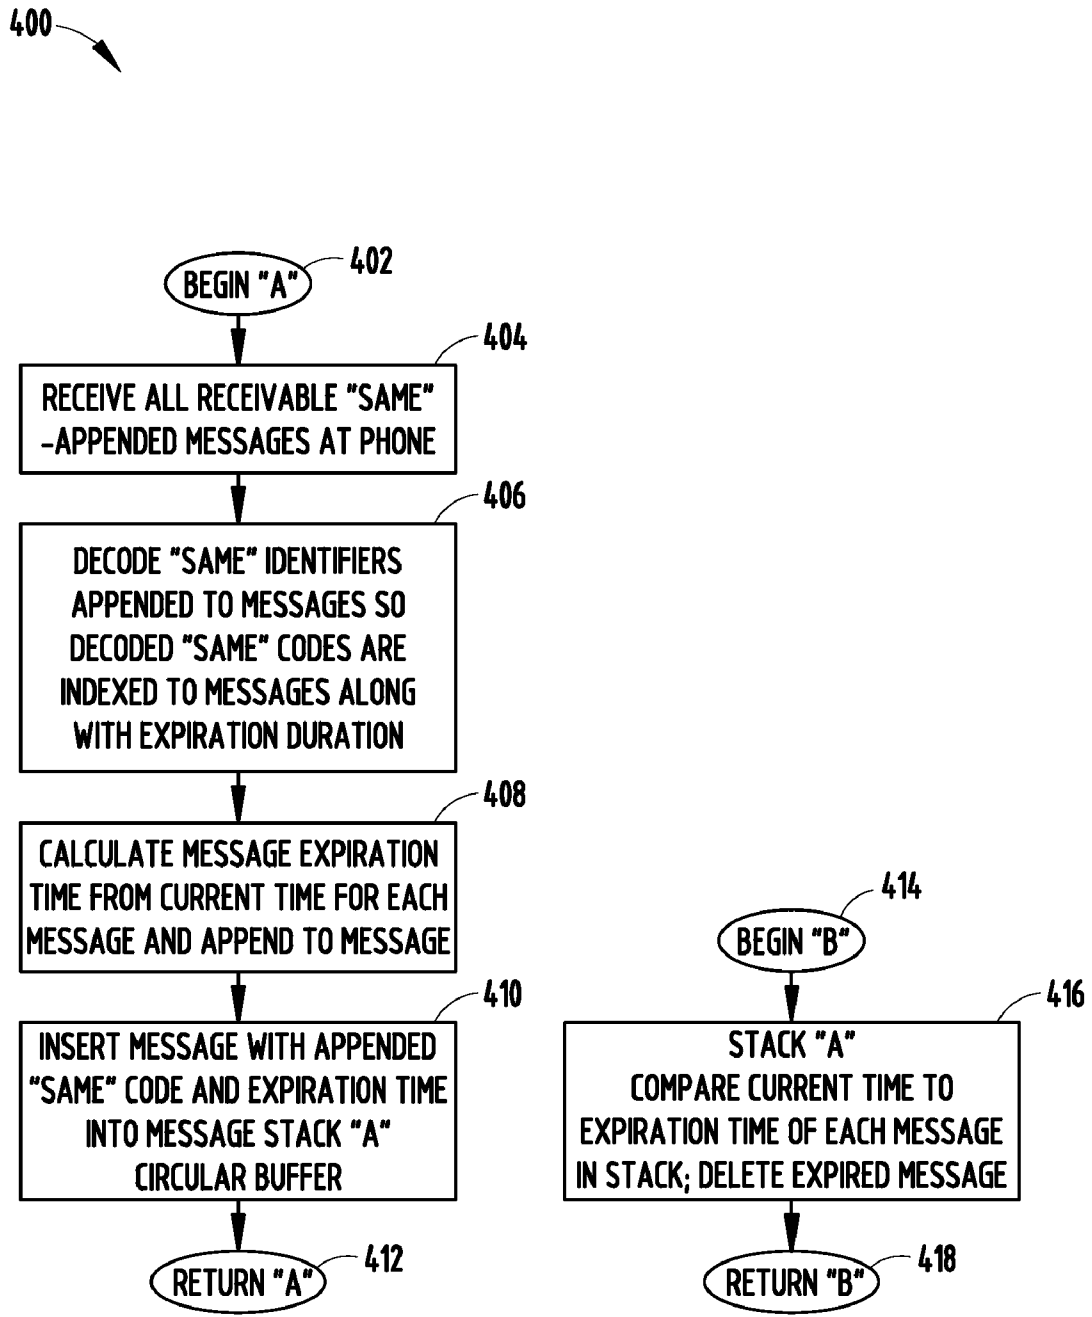 400
BEGIN "A"
402
404
RECEIVE ALL RECEIVABLE "SAME"
-APPENDED MESSAGES AT PHONE
406
DECODE "SAME" IDENTIFIERS
APPENDED TO MESSAGES SO
DECODED "SAME" CODES ARE
INDEXED TO MESSAGES ALONG
WITH EXPIRATION DURATION
408
CALCULATE MESSAGE EXPIRATION
TIME FROM CURRENT TIME FOR EACH
MESSAGE AND APPEND TO MESSAGE
410
INSERT MESSAGE WITH APPENDED
"SAME" CODE AND EXPIRATION TIME
INTO MESSAGE STACK "A"
CIRCULAR BUFFER
RETURN "A"
412
414
BEGIN "B"
416
STACK "A"
COMPARE CURRENT TIME TO
EXPIRATION TIME OF EACH MESSAGE
IN STACK; DELETE EXPIRED MESSAGE
RETURN "B"
418